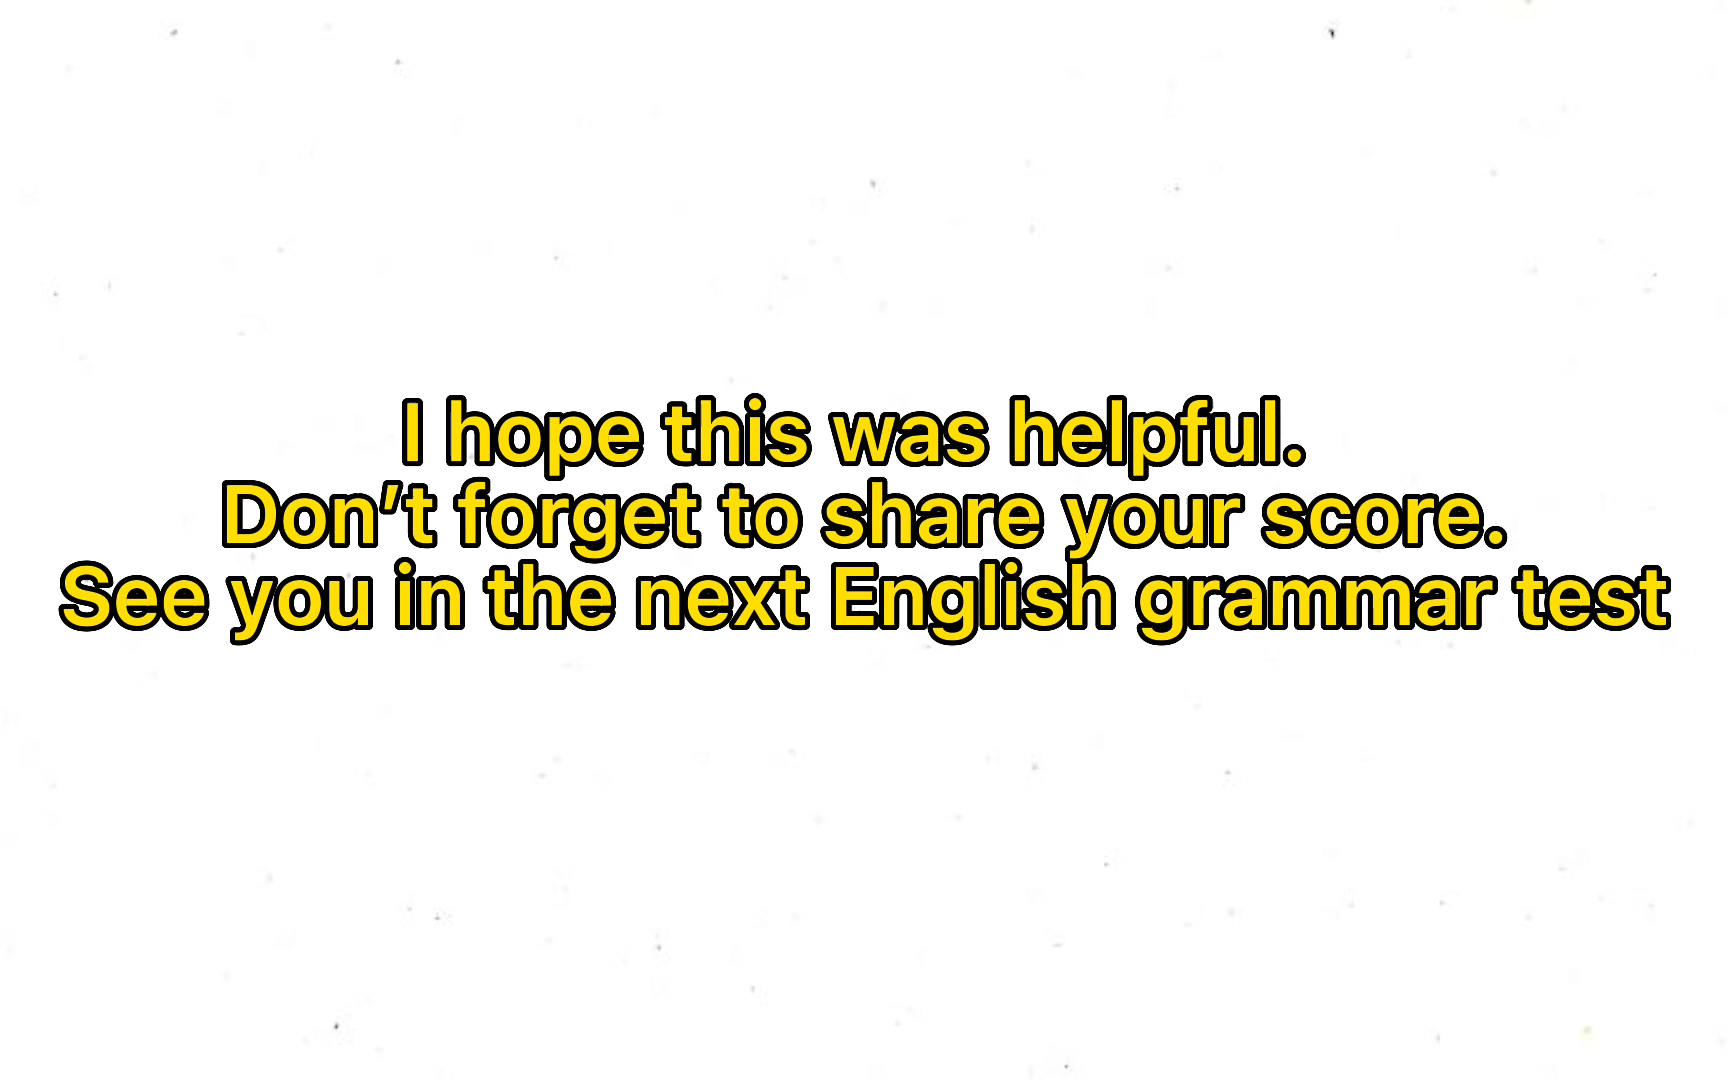 I hope this was helpful.
Don’t forget to share your score.
See you in the next English grammar test